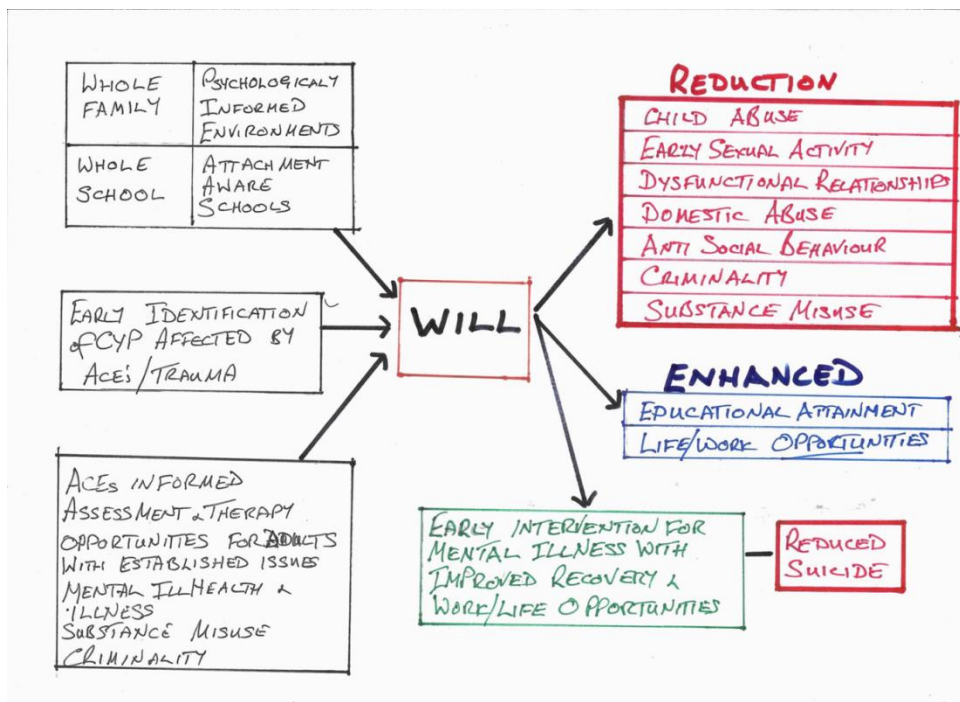 WHOLE FAMILY
PSYCHOLOGICALY INFORMED ENVIRONMENTS
WHOLE SCHOOL
ATTACHMENT AWARE SCHOOLS
EARLY IDENTIFICATION
of CYP AFFECTED BY
ACE's/TRAUMA
ACES INFORMED
ASSESSMENT & THERAPY
OPPORTUNITIES FOR ADULTS
WITH ESTABLISHED ISSUES
MENTAL ILLHEALTH &
ILLNESS
SUBSTANCE MISUSE
CRIMINALITY
WILL
REDUCTION
CHILD ABUSE
EARLY SEXUAL ACTIVITY
DYSFUNCTIONAL RELATIONSHIPS
DOMESTIC ABUSE
ANTI SOCIAL BEHAVIOUR
CRIMINALITY
SUBSTANCE MISUSE
ENHANCED
EDUCATIONAL ATTAINMENT
LIFE/WORK OPPORTUNITIES
EARLY INTERVENTION FOR
MENTAL ILLNESS WITH
IMPROVED RECOVERY &
WORK/LIFE OPPORTUNITIES
REDUCED
SUICIDE